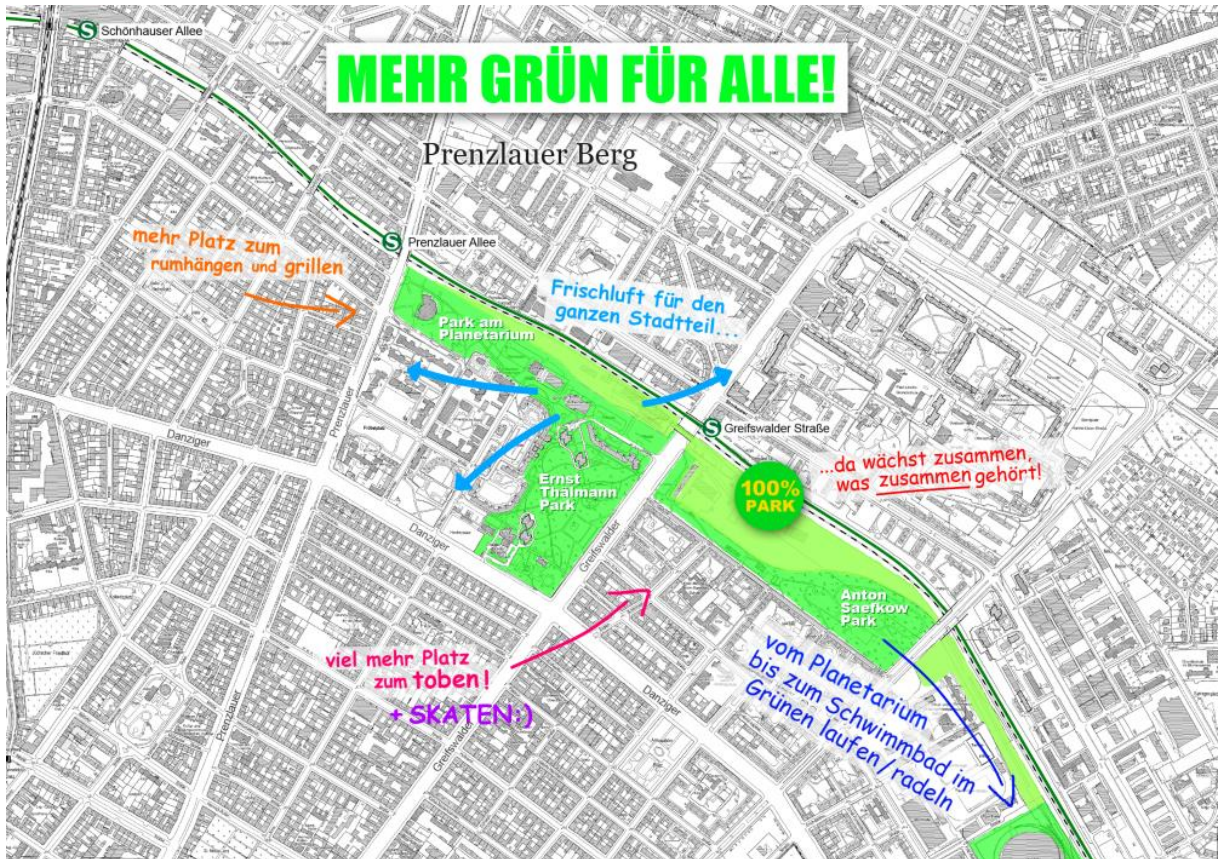 Schönhauser Allee
MEHR GRÜN FÜR ALLE!
Prenzlauer Berg
mehr Platz zum
rumhängen und grillen
Prenzlauer Allee
Frischluft für den
ganzen Stadtteil...
Park am
Planetarium
Prenzlauer
Danziger
Greifswalder Straße
...da wächst zusammen,
was zusammen gehört!
100%
PARK
Ernst
Thälmann
Park
Danziger
Greifswalder
Anton
Saefkow
Park
viel mehr Platz
zum toben!
+ SKATEN:)
vom Planetarium
bis zum Schwimmbad im
Grünen laufen/radeln
Prenzlauer
Greifswalder
Danziger